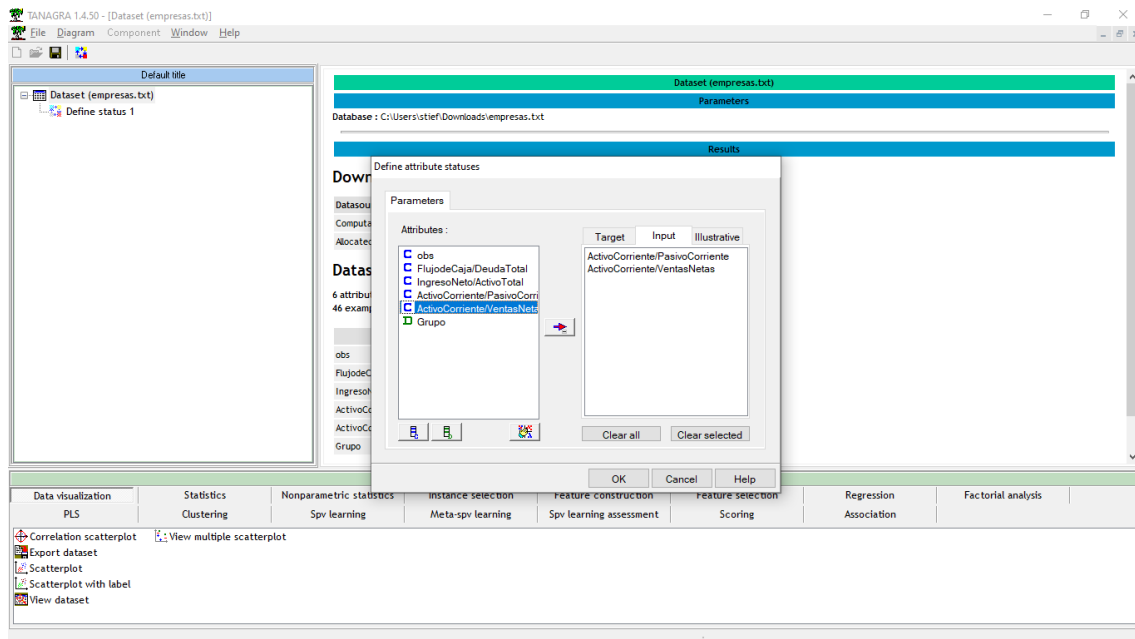 TANAGRA 1.4.50 - [Dataset (empresas.txt)]
File Diagram Component Window Help
Default title
Dataset (empresas.txt)
Define status 1
Dataset (empresas.txt)
Parameters
Database : C:\Users\stief\Downloads\empresas.txt
Results
Down
Datasou
Computa
Allocated
Datas
6 attribu
46 examp
obs
FlujodeC
IngresoN
ActivoCo
ActivoCo
Grupo
Define attribute statuses
Parameters
Attributes :
obs
FlujodeCaja/DeudaTotal
IngresoNeto/ActivoTotal
ActivoCorriente/PasivoCorri
ActivoCorriente/VentasNeta
Grupo
Target Input Illustrative
ActivoCorriente/PasivoCorriente
ActivoCorriente/VentasNetas
Clear all Clear selected
OK Cancel Help
Data visualization Statistics Nonparametric statistics Instance selection Feature construction Feature selection Regression Factorial analysis
PLS Clustering Spv learning Meta-spv learning Spv learning assessment Scoring Association
Correlation scatterplot View multiple scatterplot
Export dataset
Scatterplot
Scatterplot with label
View dataset